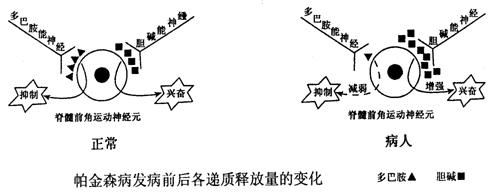 多巴胺能神经
胆碱能神经
抑制
兴奋
脊髓前角运动神经元
正常
多巴胺能神经
胆碱能神经
抑制
减弱
增强
兴奋
脊髓前角运动神经元
病人
帕金森病发病前后各递质释放量的变化
多巴胺▲ 胆碱■